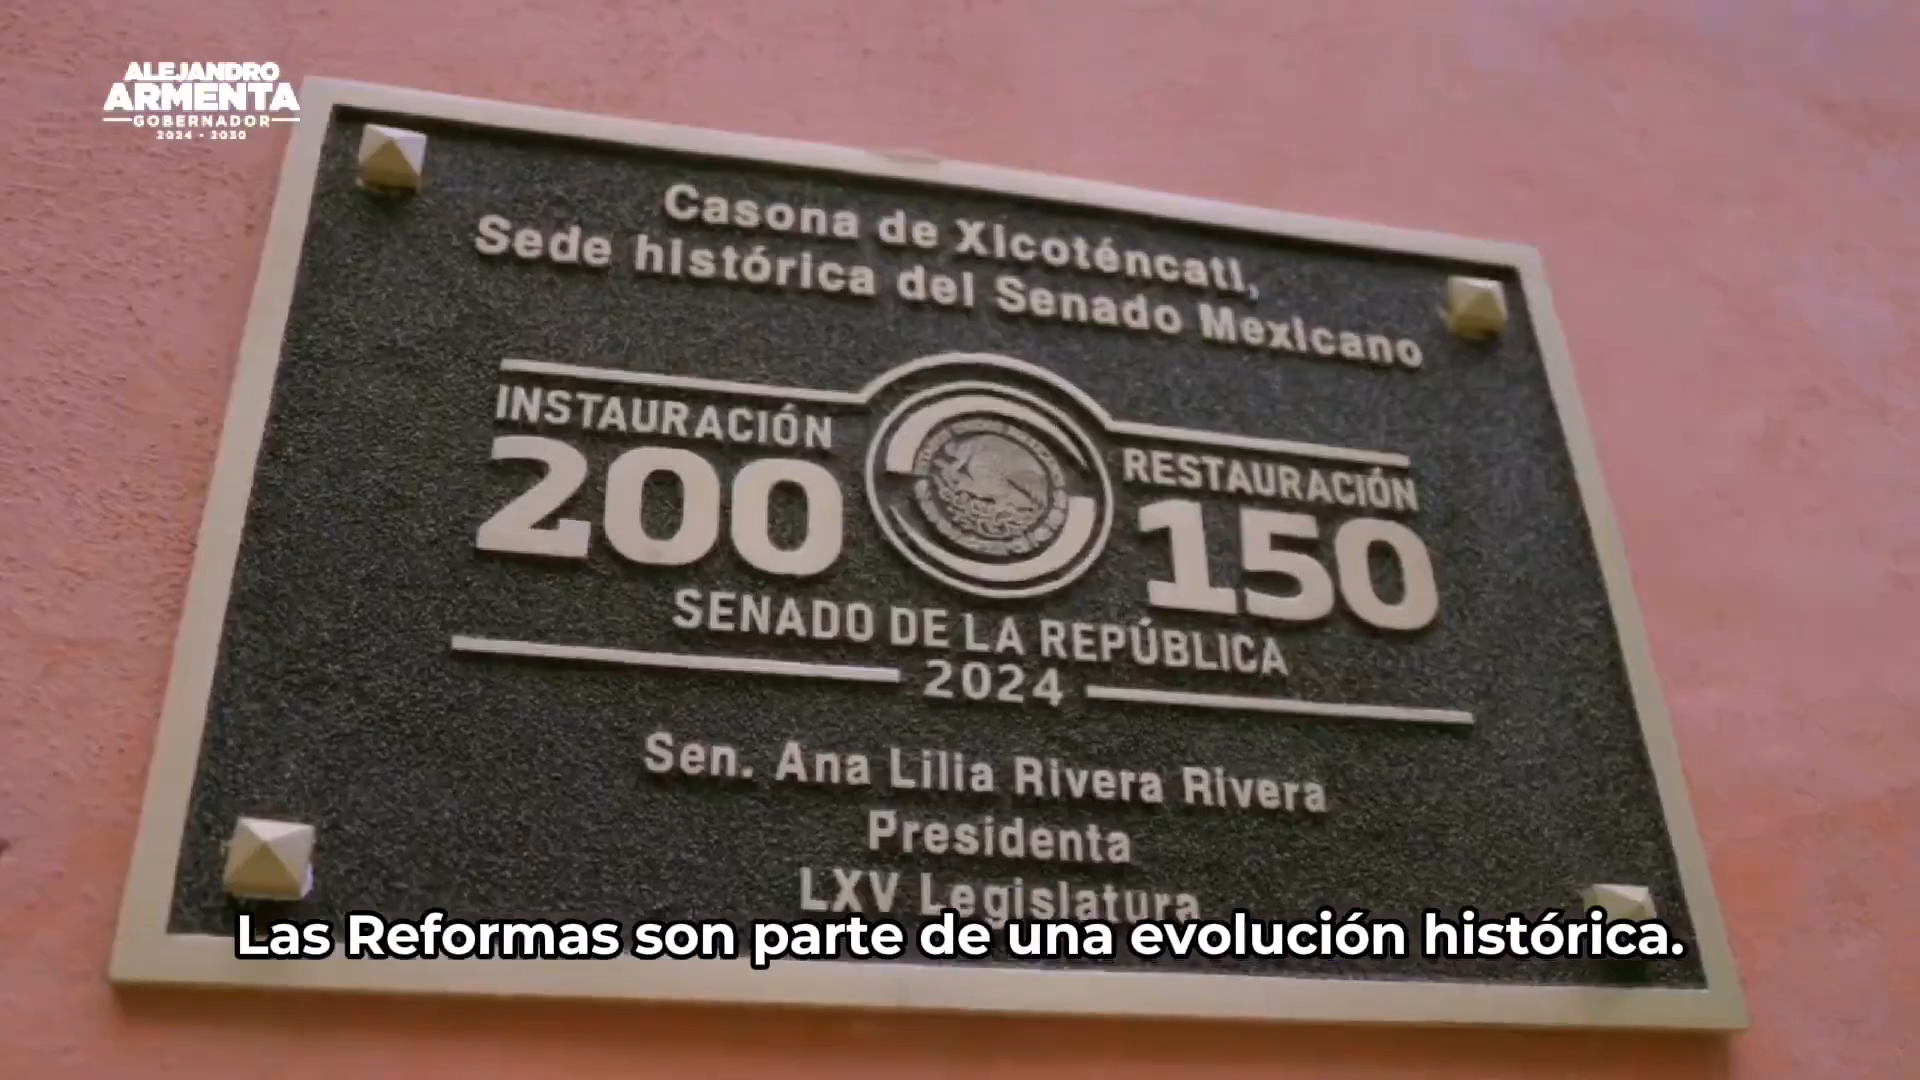 ALEJANDRO
ARMENTA
GOBERNADOR
2024 - 2030
Casona de Xicoténcatl,
Sede histórica del Senado Mexicano
INSTAURACIÓN
200
RESTAURACIÓN
150
SENADO DE LA REPÚBLICA
2024
Sen. Ana Lilia Rivera Rivera
Presidenta
LXV Legislatura
Las Reformas son parte de una evolución histórica.